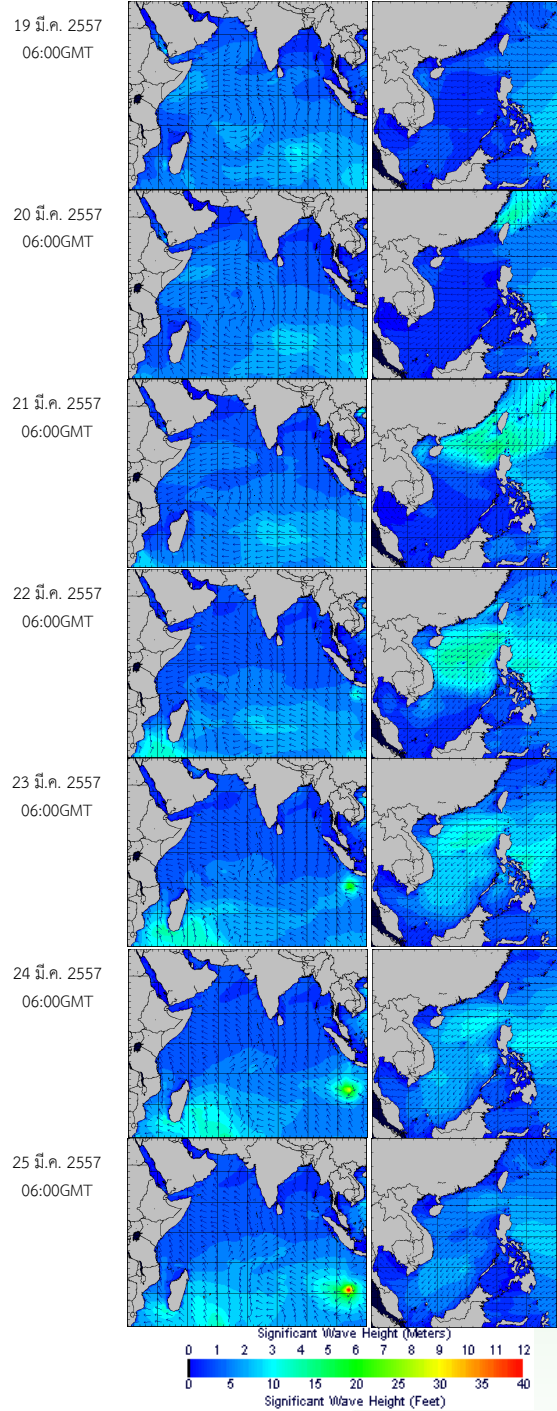 19 มี.ค. 2557
06:00GMT
20 มี.ค. 2557
06:00GMT
21 มี.ค. 2557
06:00GMT
22 มี.ค. 2557
06:00GMT
23 มี.ค. 2557
06:00GMT
24 มี.ค. 2557
06:00GMT
25 มี.ค. 2557
06:00GMT
Significant Wave Height (Meters)
0 1 2 3 4 5 6 7 8 9 10 11 12
0 5 10 15 20 25 30 35 40
Significant Wave Height (Feet)